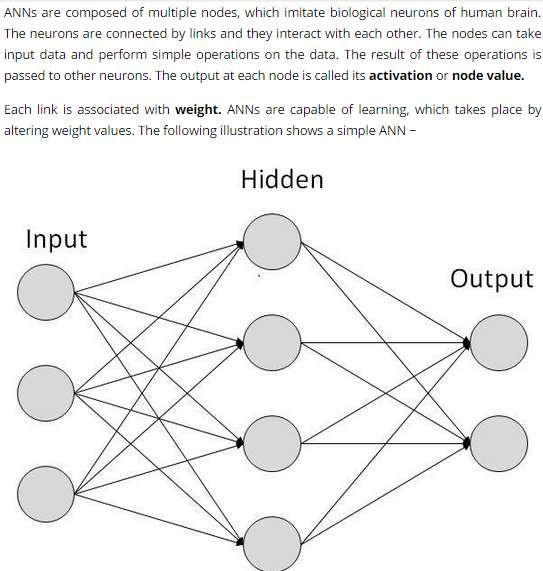 ANNs are composed of multiple nodes, which imitate biological neurons of human brain.
The neurons are connected by links and they interact with each other. The nodes can take
input data and perform simple operations on the data. The result of these operations is
passed to other neurons. The output at each node is called its activation or node value.
Each link is associated with weight. ANNs are capable of learning, which takes place by
altering weight values. The following illustration shows a simple ANN −
Hidden
Input
Output